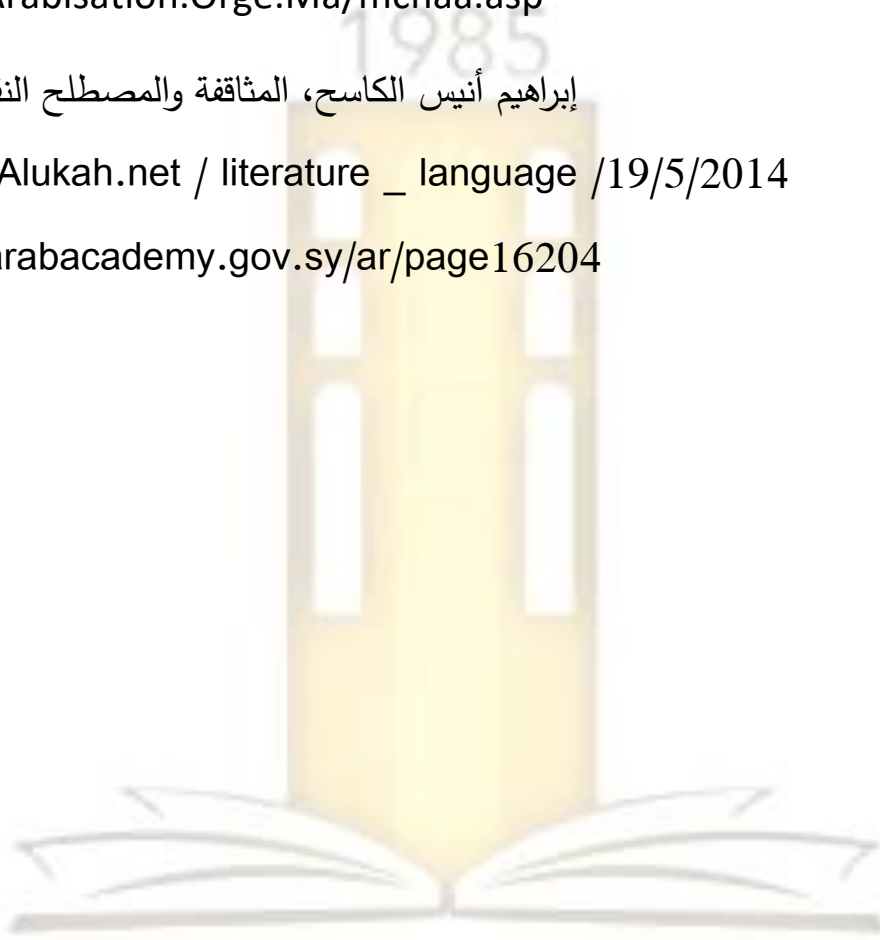 Arabisation.Orge.Ma/menaa.asp
1985
إبراهيم أنيس الكاسح، المثاقفة والمصطلح
Alukah.net / literature _ language /19/5/2014
arabacademy.gov.sy/ar/page16204